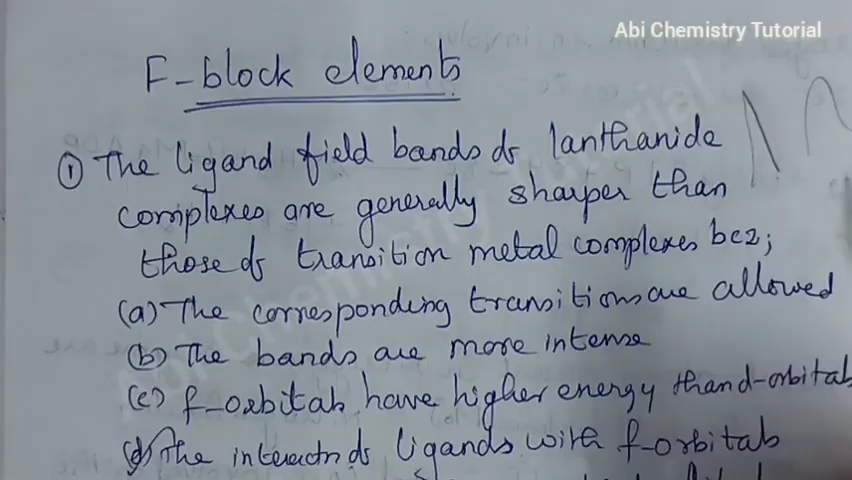 Abi Chemistry Tutorial
F-block elements
① The ligand field bands of lanthanide
complexes are generally sharper than
those of transition metal complexes bcz;
(a) The corresponding transitions are allowed
(b) The bands are more intense
(c) f-orbitals have higher energy than d-orbitals
(d) The interactn of ligands with f-orbitals